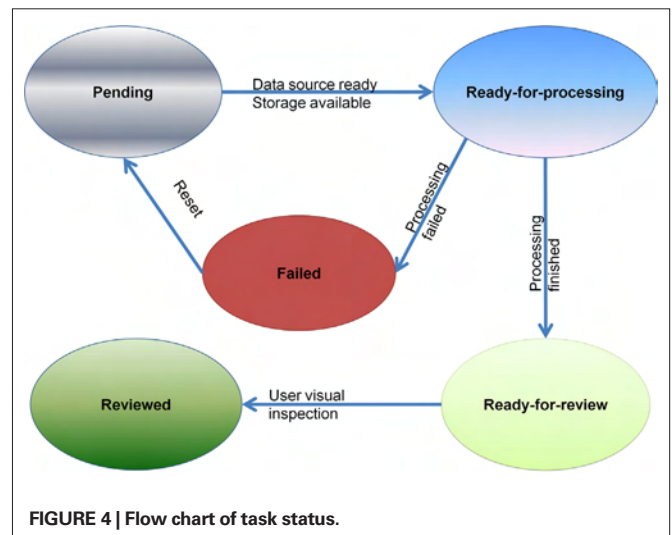 Pending
Data source ready
Storage available
Ready-for-processing
Reset
Processing
failed
Failed
Processing
finished
Reviewed
User visual
inspection
Ready-for-review
FIGURE 4 | Flow chart of task status.